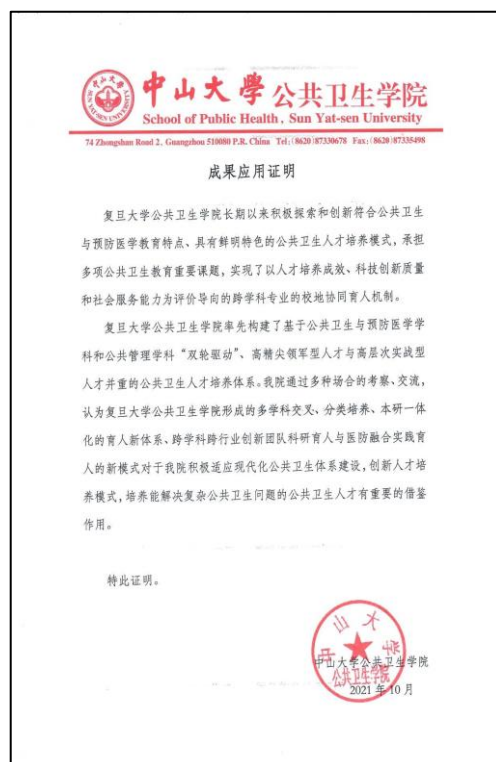 中山大學 公共卫生学院
School of Public Health, Sun Yat-sen University
74 Zhongshan Road 2, Guangzhou 510080 P.R. China Tel:(8620)87330678 Fax:(8620)87335498
成果应用证明
复旦大学公共卫生学院长期以来积极探索和创新符合公共卫生
与预防医学教育特点、具有鲜明特色的公共卫生人才培养模式，承担
多项公共卫生教育重要课题，实现了以人才培养成效、科技创新质量
和社会服务能力为评价导向的跨学科专业的校地协同育人机制。
复旦大学公共卫生学院率先构建了基于公共卫生与预防医学学
科和公共管理学科“双轮驱动”、高精尖领军型人才与高层次实战型
人才并重的公共卫生人才培养体系。我院通过多种场合的考察、交流，
认为复旦大学公共卫生学院形成的多学科交叉、分类培养、本研一体
化的育人新体系、跨学科跨行业创新团队科研育人与医防融合实践育
人的新模式对于我院积极适应现代化公共卫生体系建设，创新人才培
养模式，培养能解决复杂公共卫生问题的公共卫生人才有重要的借鉴
作用。
特此证明。
中山大学
公共卫生学院
中山大学公共卫生学院
2021 年 10 月